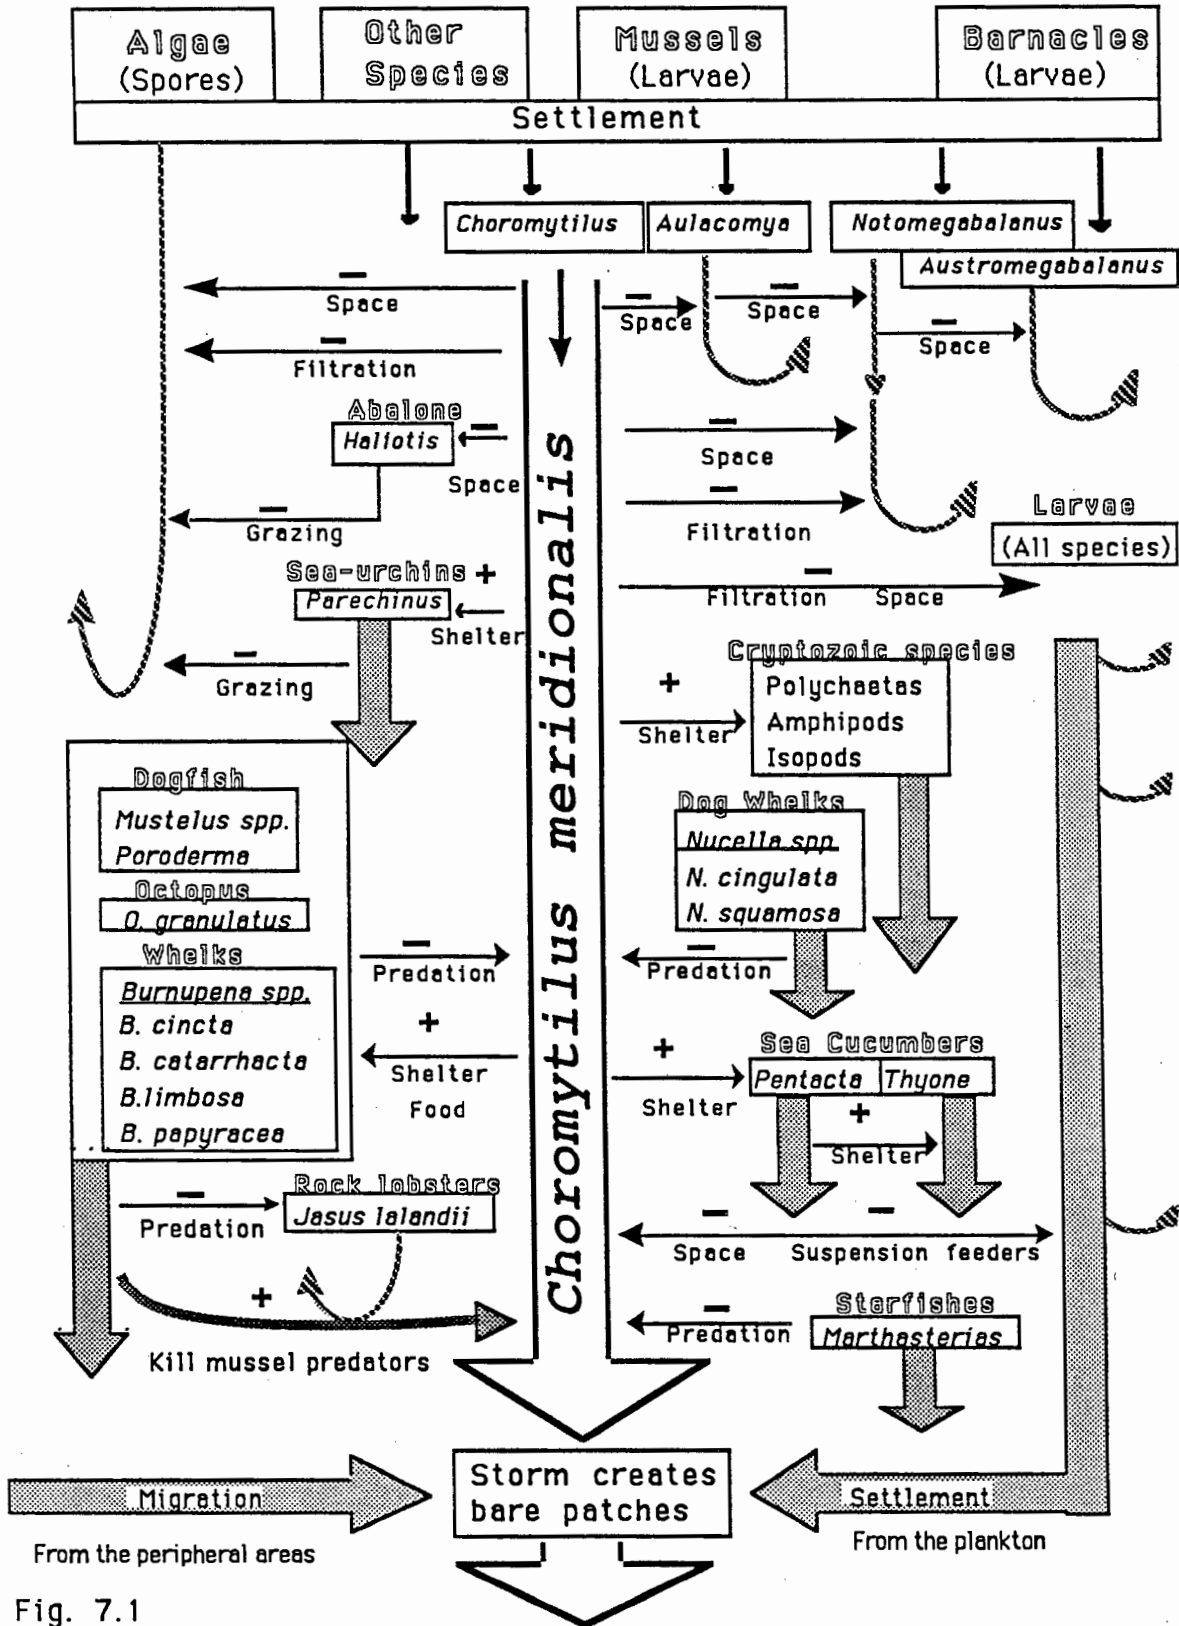 Algae
(Spores)
Other
Species
Mussels
(Larvae)
Barnacles
(Larvae)
Settlement
Choromytilus
Aulacomya
Notomegabalanus
Austromegabalanus
−
Space
−
Space
−
Space
−
Space
−
Filtration
Abalone
Haliotis
−
Space
−
Space
−
Grazing
−
Filtration
Larvae
(All species)
Sea-urchins +
Parechinus
Shelter
−
Filtration Space
−
Grazing
Choromytilus meridionalis
Cryptozoic species
Polychaetas
Amphipods
Isopods
+
Shelter
Dogfish
Mustelus spp.
Poroderma
Octopus
O. granulatus
Whelks
Burnupena spp.
B. cincta
B. catarrhacta
B.limbosa
B. papyracea
Dog Whelks
Nucella spp
N. cingulata
N. squamosa
−
Predation
−
Predation
+
Shelter
Food
+
Shelter
Sea Cucumbers
Pentacta Thyone
+
Shelter
−
Predation
Rock lobsters
Jasus lalandii
− −
Space Suspension feeders
+
Kill mussel predators
−
Predation
Starfishes
Marthasterias
Migration
From the peripheral areas
Storm creates
bare patches
Settlement
From the plankton
Fig. 7.1